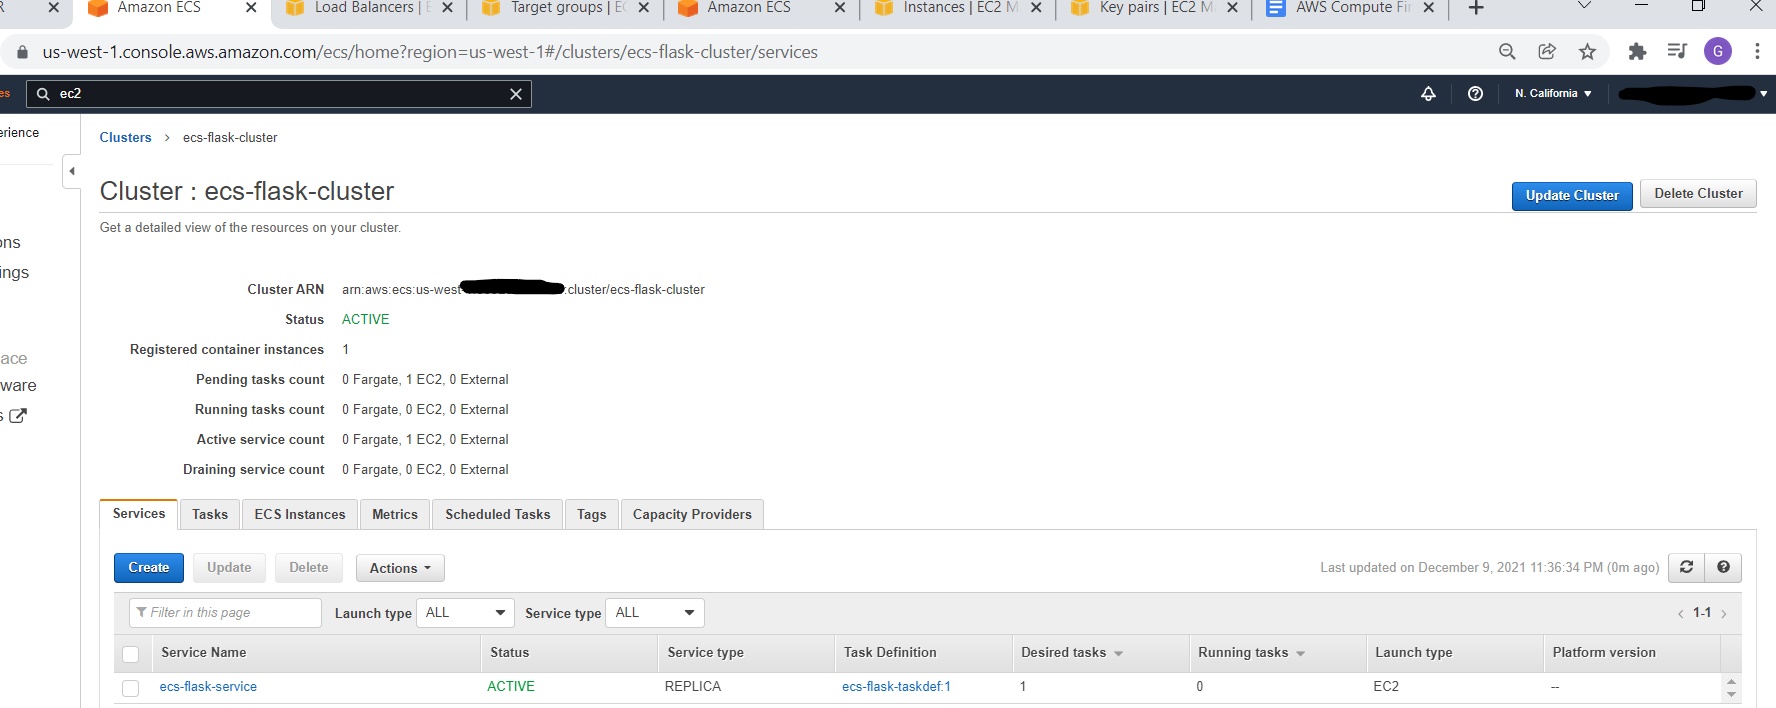 R
Amazon ECS
Load Balancers | E
Target groups | EC
Amazon ECS
Instances | EC2 M
Key pairs | EC2 M
AWS Compute Fi
us-west-1.console.aws.amazon.com/ecs/home?region=us-west-1#/clusters/ecs-flask-cluster/services
G
es
ec2
N. California
erience
Clusters > ecs-flask-cluster
Cluster : ecs-flask-cluster
Update Cluster
Delete Cluster
Get a detailed view of the resources on your cluster.
ons
ings
ace
ware
s
Cluster ARN arn:aws:ecs:us-west- :cluster/ecs-flask-cluster
Status ACTIVE
Registered container instances 1
Pending tasks count 0 Fargate, 1 EC2, 0 External
Running tasks count 0 Fargate, 0 EC2, 0 External
Active service count 0 Fargate, 1 EC2, 0 External
Draining service count 0 Fargate, 0 EC2, 0 External
Services Tasks ECS Instances Metrics Scheduled Tasks Tags Capacity Providers
Create Update Delete Actions
Last updated on December 9, 2021 11:36:34 PM (0m ago)
Filter in this page Launch type ALL Service type ALL < 1-1 >
Service Name Status Service type Task Definition Desired tasks Running tasks Launch type Platform version
ecs-flask-service ACTIVE REPLICA ecs-flask-taskdef:1 1 0 EC2 --